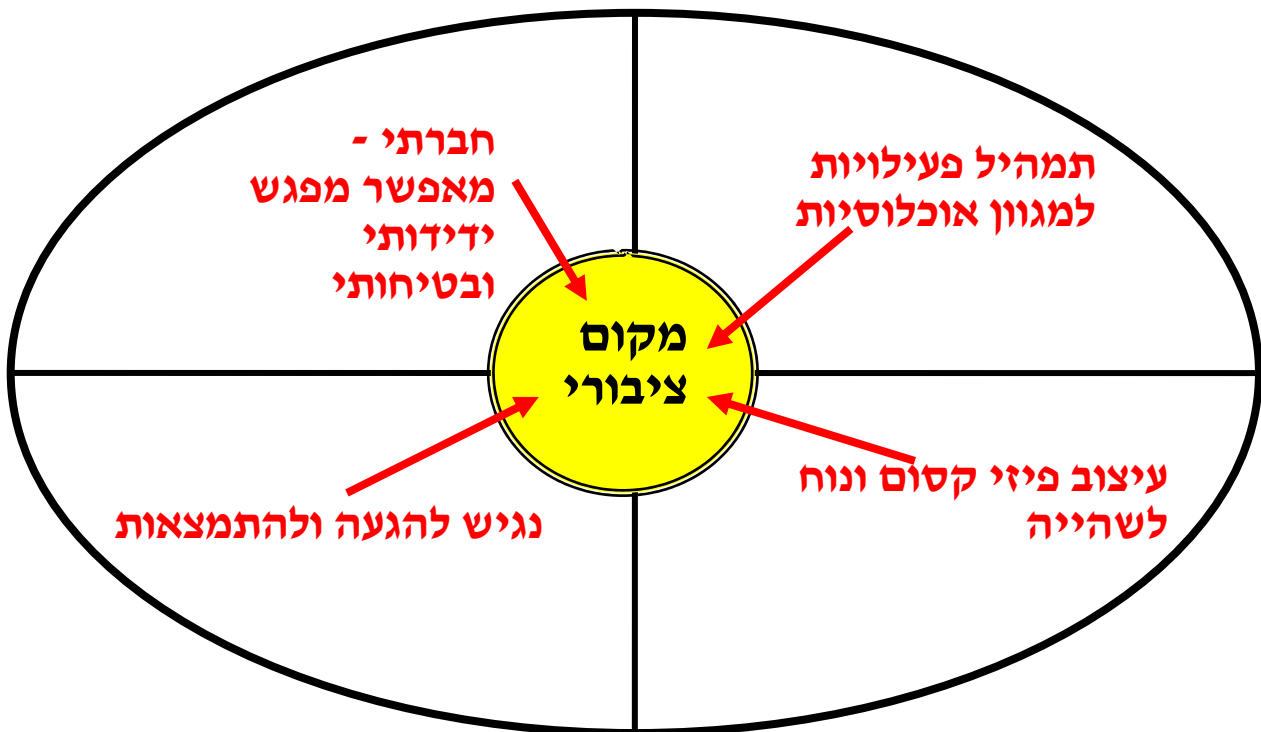 תמהיל פעילויות
למגוון אוכלוסיות
חברתי -
מאפשר מפגש
ידידותי
ובטיחותי
מקום
ציבורי
עיצוב פיזי קסום ונוח
לשהייה
נגיש להגעה ולהתמצאות